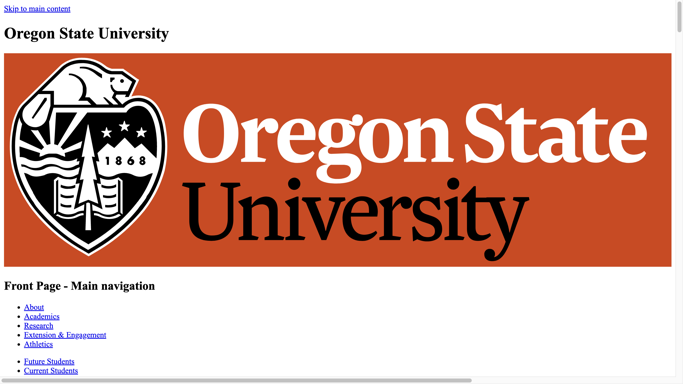 Skip to main content
Oregon State University
1868
Oregon State
University
Front Page - Main navigation
About
Academics
Research
Extension & Engagement
Athletics
Future Students
Current Students